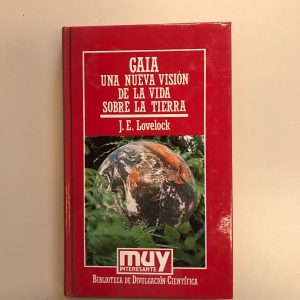 GAIA
UNA NUEVA VISIÓN
DE LA VIDA
SOBRE LA TIERRA
J. E. Lovelock
muy
INTERESANTE
BIBLIOTECA DE DIVULGACIÓN CIENTÍFICA